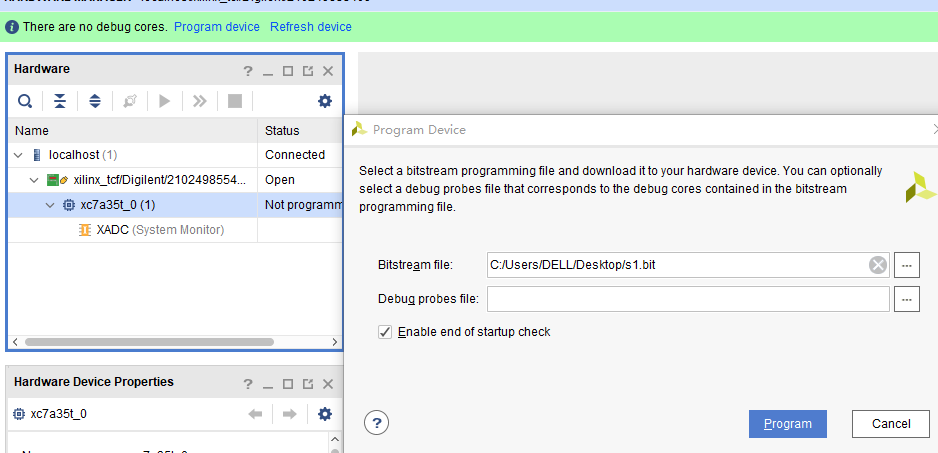 There are no debug cores. Program device Refresh device
Hardware
Name Status
localhost (1) Connected
xilinx_tcf/Digilent/2102498554... Open
xc7a35t_0 (1) Not programm
XADC (System Monitor)
Hardware Device Properties
xc7a35t_0
Program Device
Select a bitstream programming file and download it to your hardware device. You can optionally
select a debug probes file that corresponds to the debug cores contained in the bitstream
programming file.
Bitstream file: C:/Users/DELL/Desktop/s1.bit
Debug probes file:
Enable end of startup check
Program Cancel